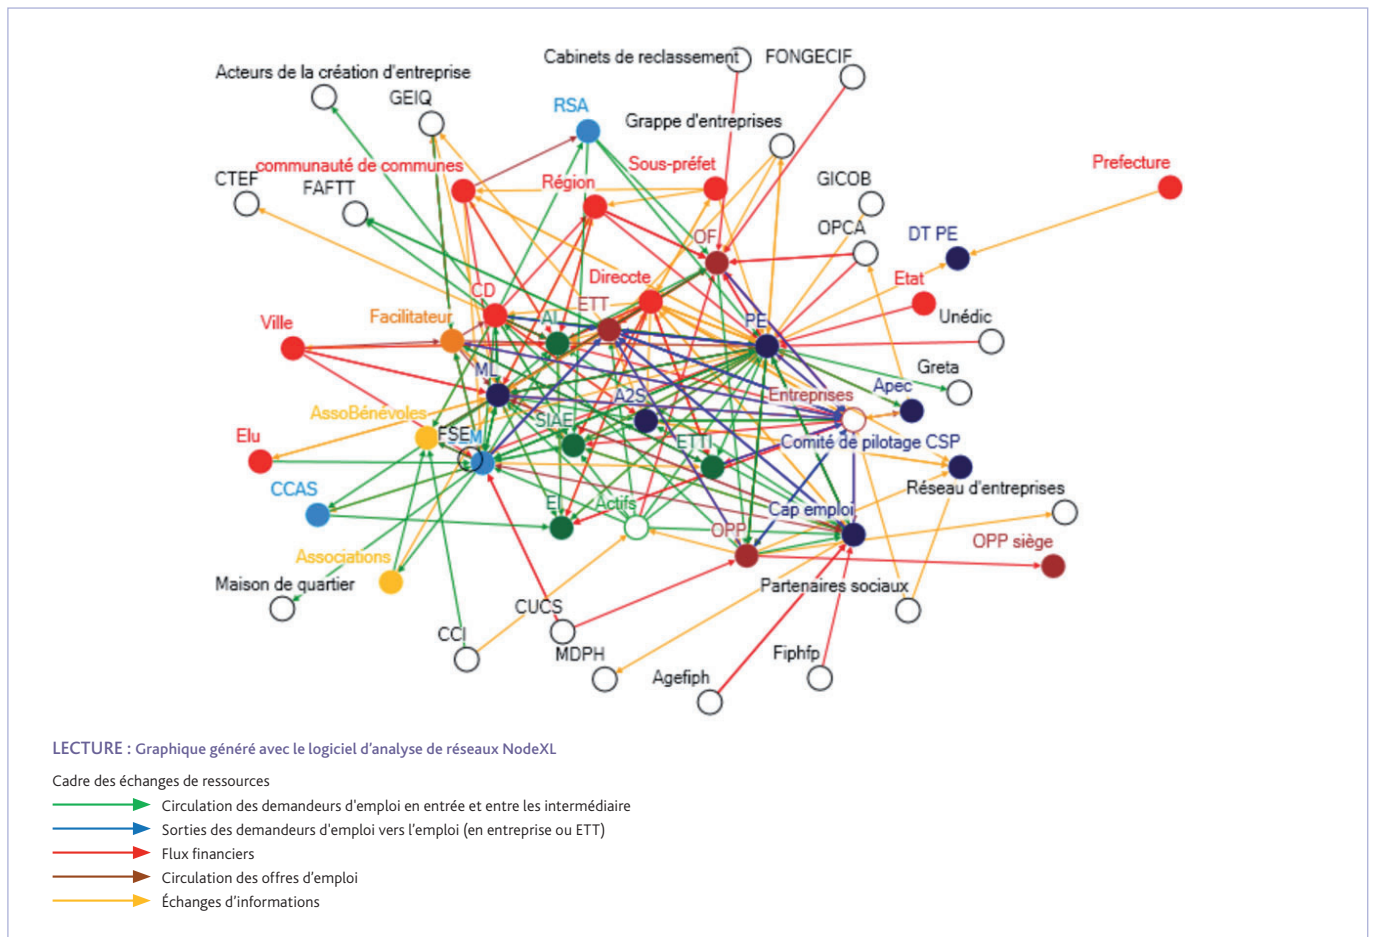 Cabinets de reclassement
FONGECIF
Acteurs de la création d'entreprise
GEIQ
RSA
Grappe d'entreprises
Prefecture
communauté de communes
Sous-préfet
CTEF
FAFTT
Région
GICOB
OPCA
DT PE
OF
Direccte
Etat
CD
ETT
Unédic
Facilitateur
Ville
AI
PE
ML
Greta
Apec
A2S
Entreprises
AssoBénévoles
SIAE
FSE
Elu
ETTI
Comité de pilotage CSP
CCAS
Réseau d'entreprises
EI
Actifs
Cap emploi
OPP
OPP siège
Associations
Maison de quartier
Partenaires sociaux
CUCS
CCI
MDPH
Fiphfp
Agefiph
LECTURE : Graphique généré avec le logiciel d'analyse de réseaux NodeXL
Cadre des échanges de ressources
Circulation des demandeurs d'emploi en entrée et entre les intermédiaire
Sorties des demandeurs d'emploi vers l'emploi (en entreprise ou ETT)
Flux financiers
Circulation des offres d'emploi
Échanges d'informations